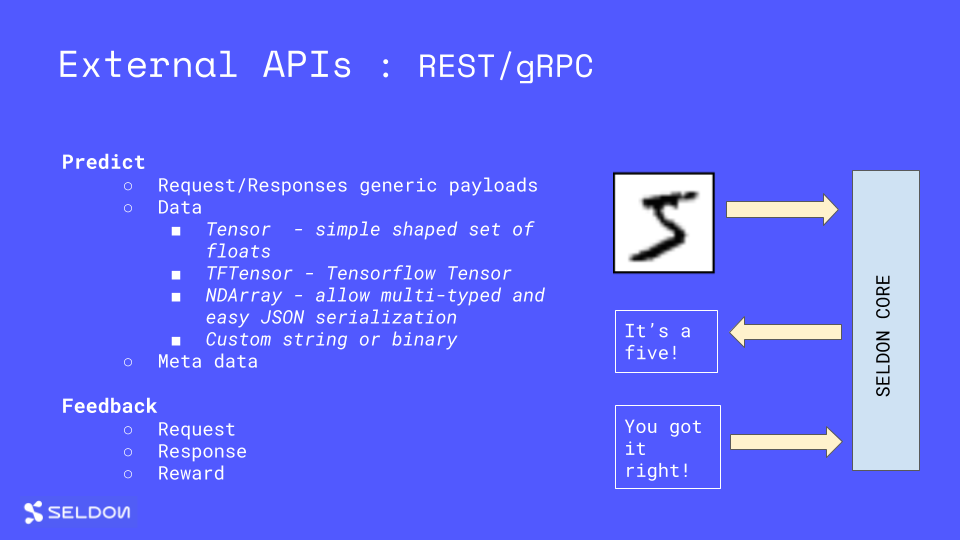 External APIs : REST/gRPC
Predict
○ Request/Responses generic payloads
○ Data
■ Tensor - simple shaped set of
floats
■ TFTensor - Tensorflow Tensor
■ NDArray - allow multi-typed and
easy JSON serialization
■ Custom string or binary
○ Meta data
Feedback
○ Request
○ Response
○ Reward
5
It's a
five!
You got
it
right!
SELDON CORE
SELDON